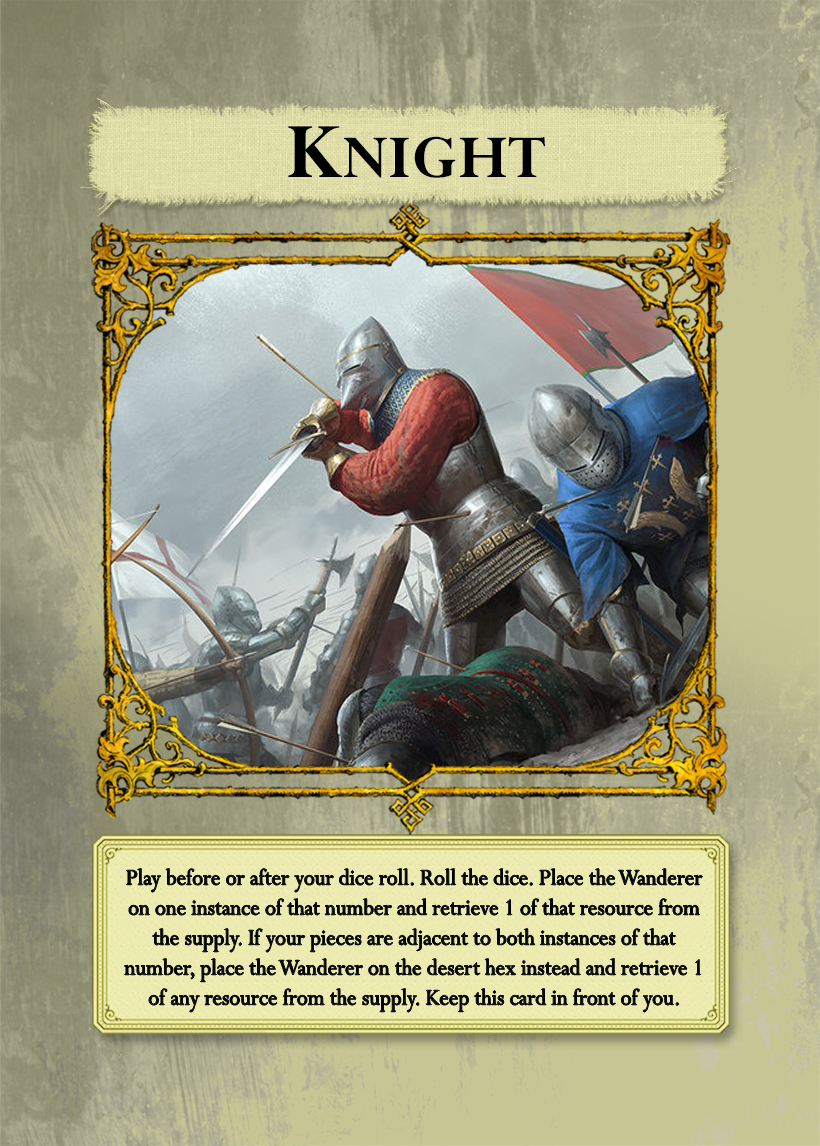 KNIGHT
Play before or after your dice roll. Roll the dice. Place the Wanderer
on one instance of that number and retrieve 1 of that resource from
the supply. If your pieces are adjacent to both instances of that
number, place the Wanderer on the desert hex instead and retrieve 1
of any resource from the supply. Keep this card in front of you.